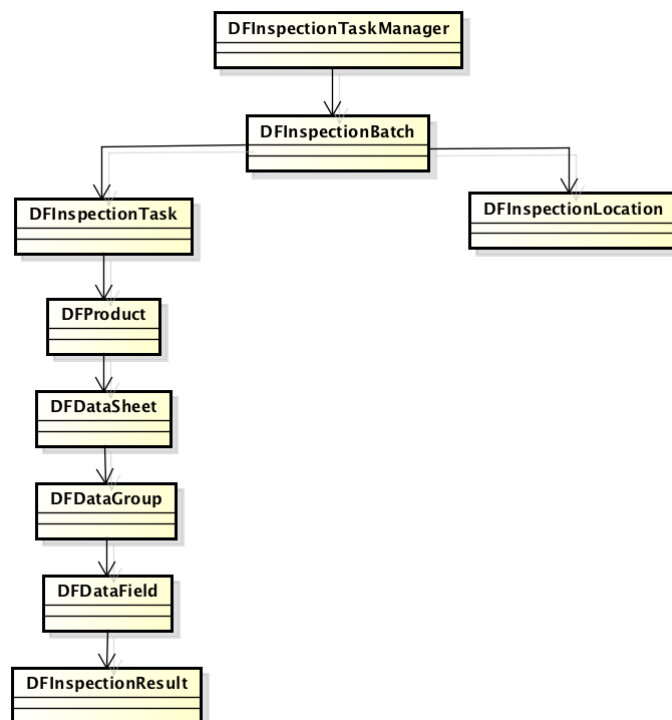 DFInspectionTaskManager
DFInspectionBatch
DFInspectionTask
DFInspectionLocation
DFProduct
DFDataSheet
DFDataGroup
DFDataField
DFInspectionResult